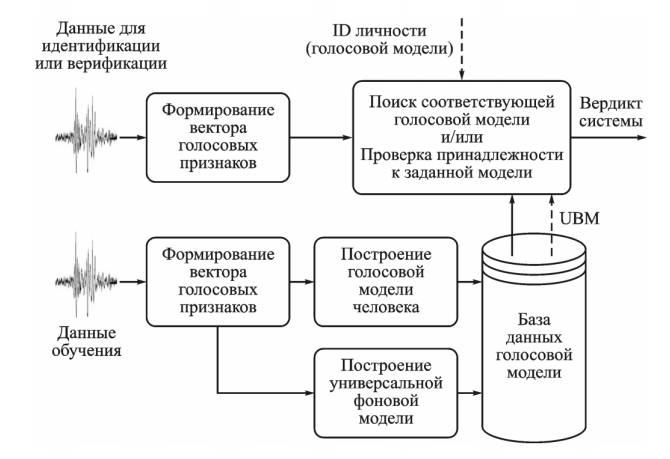 Данные для
идентификации
или верификации
ID личности
(голосовой модели)
Формирование
вектора
голосовых
признаков
Поиск соответствующей
голосовой модели
и/или
Проверка принадлежности
к заданной модели
Вердикт
системы
UBM
Данные
обучения
Формирование
вектора
голосовых
признаков
Построение
голосовой
модели
человека
Построение
универсальной
фоновой
модели
База
данных
голосовой
модели